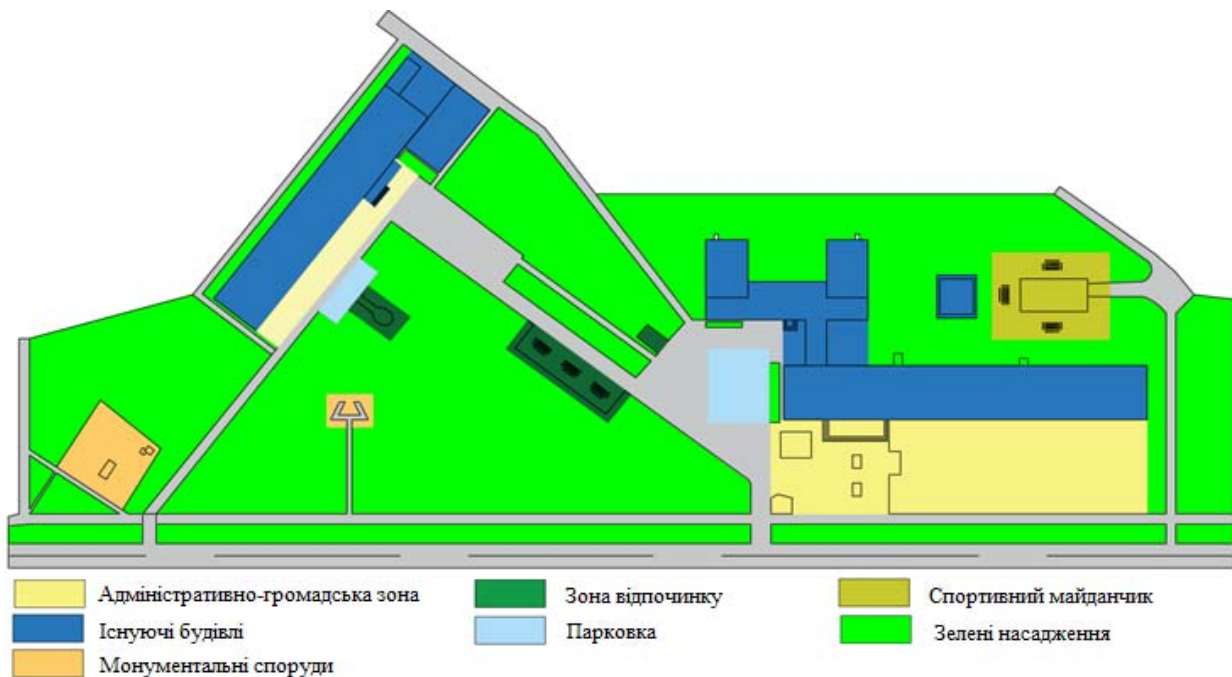 Адміністративно-громадська зона
Зона відпочинку
Спортивний майданчик
Існуючі будівлі
Парковка
Зелені насадження
Монументальні споруди